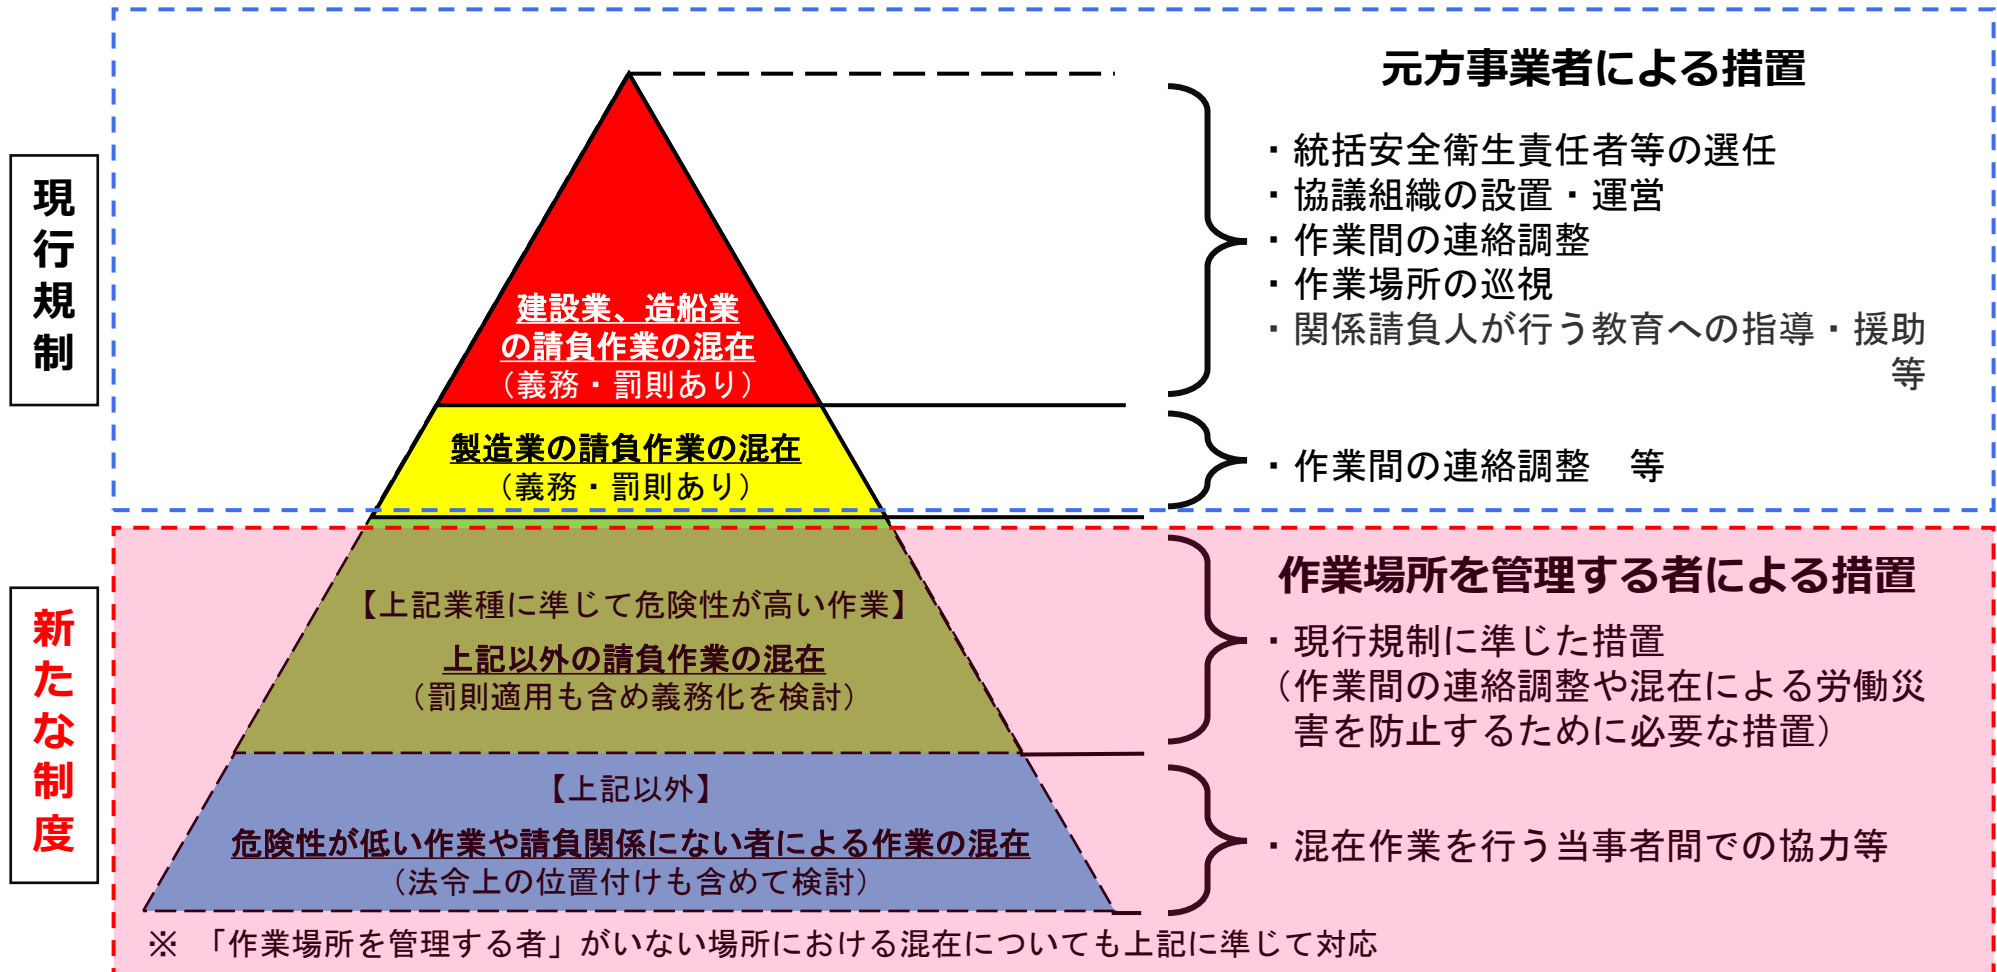 現行規制
元方事業者による措置
・統括安全衛生責任者等の選任
・協議組織の設置・運営
・作業間の連絡調整
・作業場所の巡視
・関係請負人が行う教育への指導・援助
等
建設業、造船業
の請負作業の混在
（義務・罰則あり）
製造業の請負作業の混在
（義務・罰則あり）
・作業間の連絡調整　等
新たな制度
作業場所を管理する者による措置
【上記業種に準じて危険性が高い作業】
上記以外の請負作業の混在
（罰則適用も含め義務化を検討）
・現行規制に準じた措置
（作業間の連絡調整や混在による労働災
害を防止するために必要な措置）
【上記以外】
危険性が低い作業や請負関係にない者による作業の混在
（法令上の位置付けも含めて検討）
・混在作業を行う当事者間での協力等
※　「作業場所を管理する者」がいない場所における混在についても上記に準じて対応